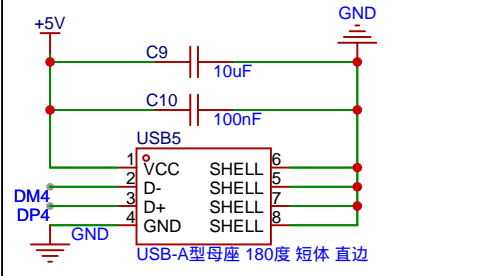 GND
+5V
C9
10uF
C10
100nF
USB5
1 VCC SHELL 6
2 D- SHELL 5
DM4
3 D+ SHELL 7
DP4
4 GND SHELL 8
GND
USB-A型母座 180度 短体 直边